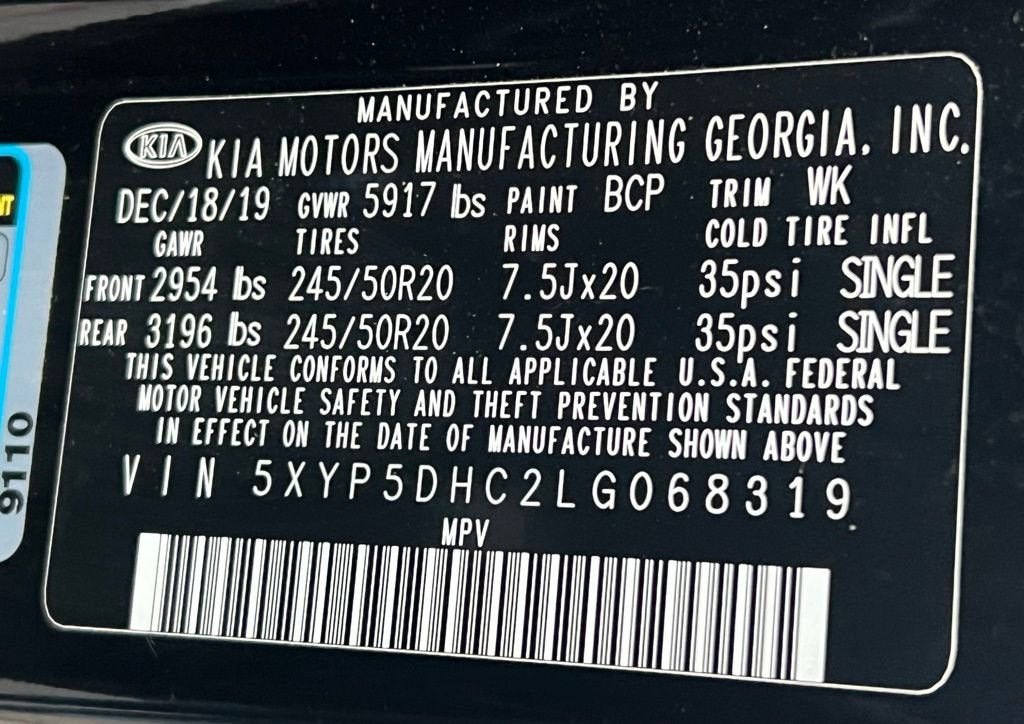 MANUFACTURED BY
KIA KIA MOTORS MANUFACTURING GEORGIA, INC.
DEC/18/19 GVWR 5917 lbs PAINT BCP TRIM WK
GAWR TIRES RIMS COLD TIRE INFL
FRONT 2954 lbs 245/50R20 7.5Jx20 35psi SINGLE
REAR 3196 lbs 245/50R20 7.5Jx20 35psi SINGLE
THIS VEHICLE CONFORMS TO ALL APPLICABLE U.S.A. FEDERAL
MOTOR VEHICLE SAFETY AND THEFT PREVENTION STANDARDS
IN EFFECT ON THE DATE OF MANUFACTURE SHOWN ABOVE
VIN 5XYP5DHC2LG068319
MPV
9110